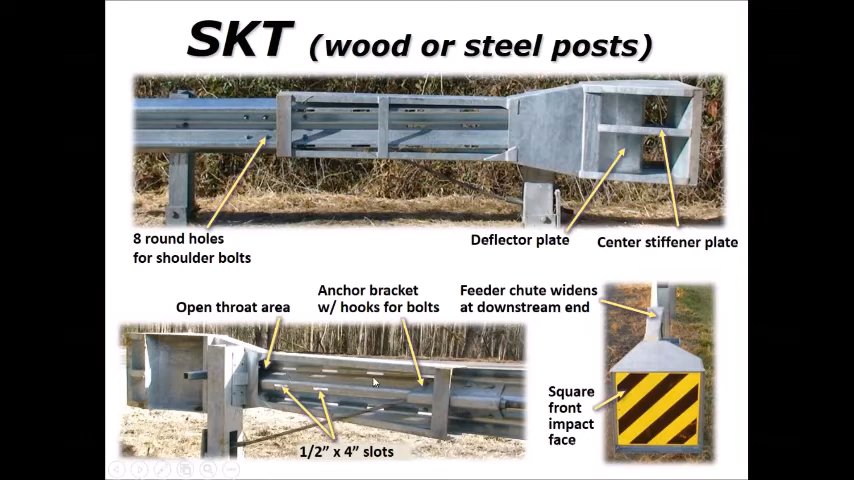 SKT (wood or steel posts)
8 round holes
for shoulder bolts
Deflector plate
Center stiffener plate
Open throat area
Anchor bracket
w/ hooks for bolts
Feeder chute widens
at downstream end
Square
front
impact
face
1/2” x 4” slots